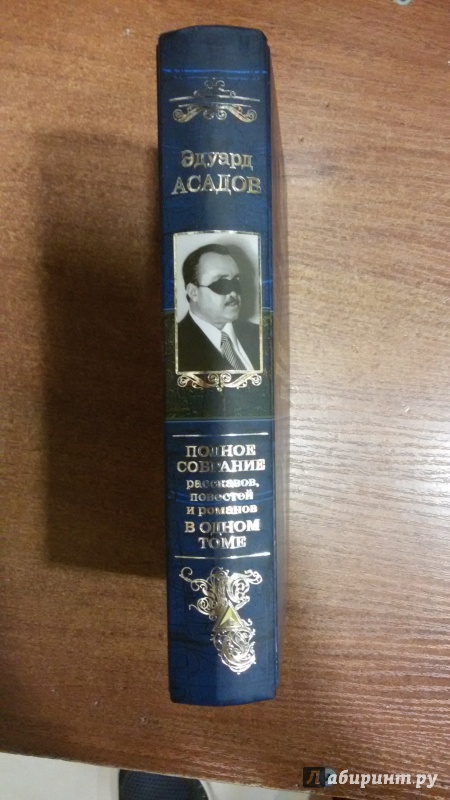 Эдуард
АСАДОВ
ПОЛНОЕ
СОБРАНИЕ
рассказов,
повестей
и романов
В ОДНОМ
ТОМЕ
Лабиринт.ру